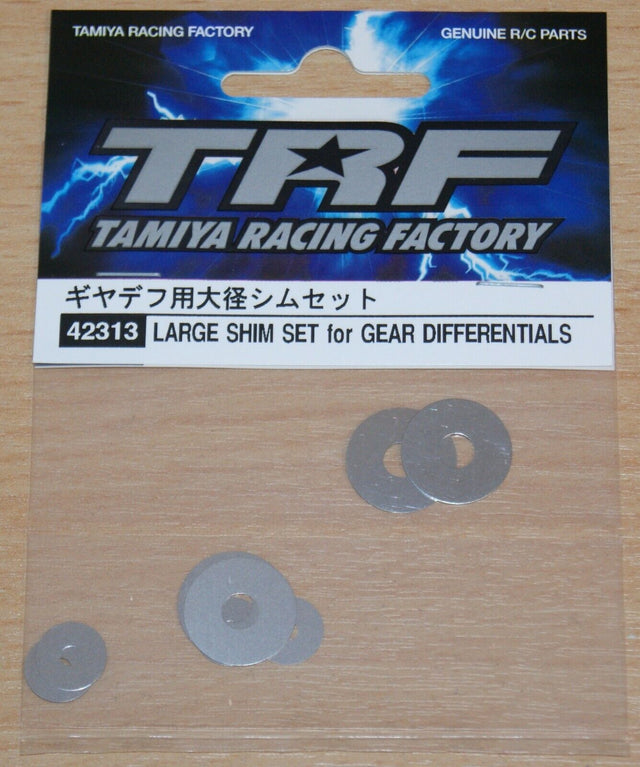 TAMIYA RACING FACTORY
GENUINE R/C PARTS
TRF
TAMIYA RACING FACTORY
ギヤデフ用大径シムセット
42313 LARGE SHIM SET for GEAR DIFFERENTIALS